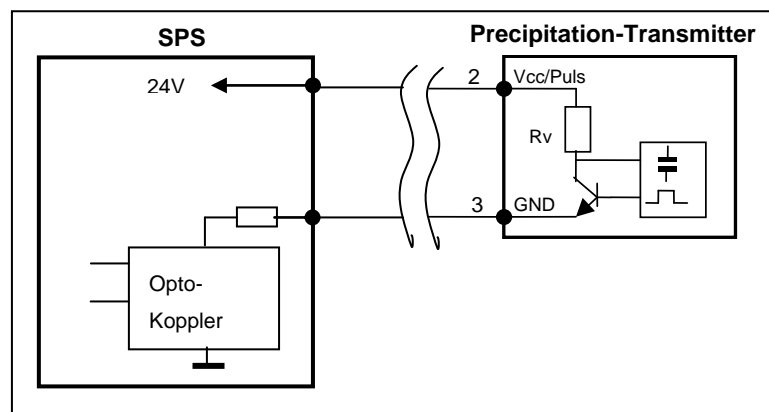 SPS
Precipitation-Transmitter
24V
2
Vcc/Puls
Rv
3
GND
Opto-
Koppler